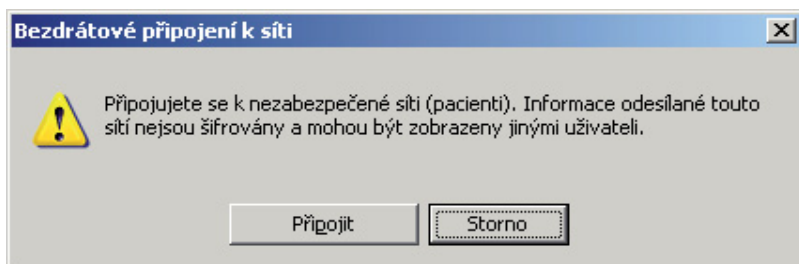 Bezdrátové připojení k síti
Připojujete se k nezabezpečené síti (pacienti). Informace odesílané touto
sítí nejsou šifrovány a mohou být zobrazeny jinými uživateli.
Připojit
Storno